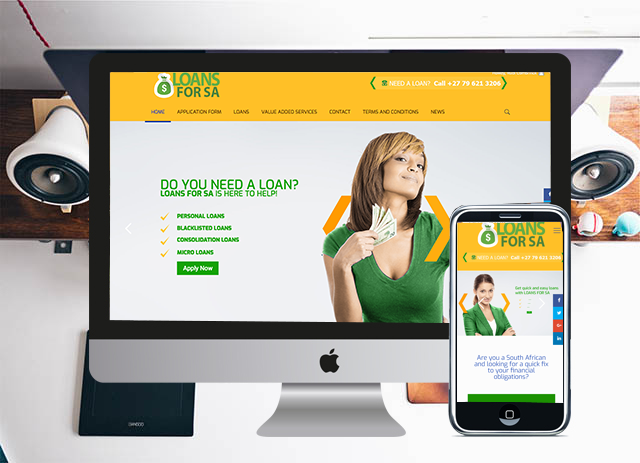 LOANS
FOR SA
NEED A LOAN? Call +27 79 621 3206
HOME APPLICATION FORM LOANS VALUE ADDED SERVICES CONTACT TERMS AND CONDITIONS NEWS
DO YOU NEED A LOAN?
LOANS FOR SA IS HERE TO HELP!
PERSONAL LOANS
BLACKLISTED LOANS
CONSOLIDATION LOANS
MICRO LOANS
Apply Now
LOANS
FOR SA
NEED A LOAN? Call +27 79 621 3206
Get quick and easy loans
with LOANS FOR SA
Are you a South African
and looking for a quick fix
to your financial
obligations?